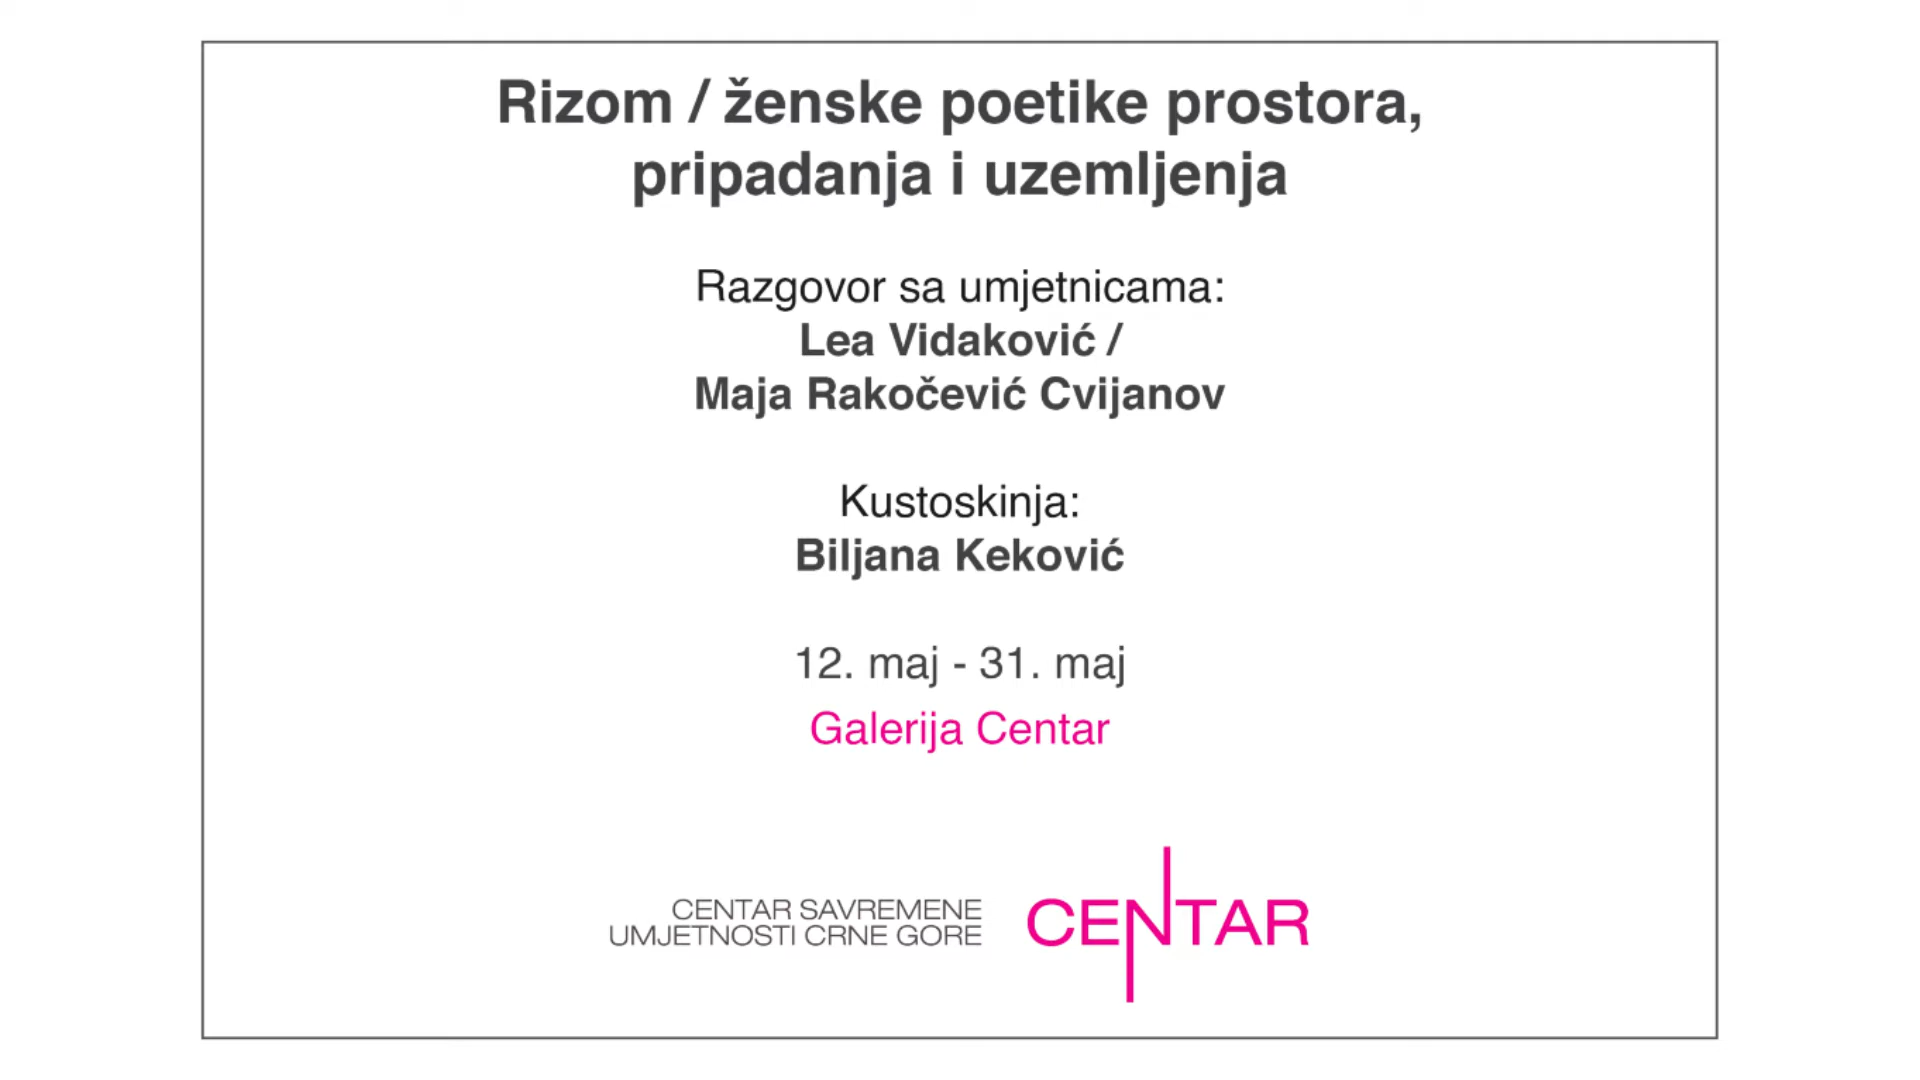 Rizom / ženske poetike prostora,
pripadanja i uzemljenja
Razgovor sa umjetnicama:
Lea Vidaković /
Maja Rakočević Cvijanov
Kustoskinja:
Biljana Keković
12. maj - 31. maj
Galerija Centar
CENTAR SAVREMENE
UMJETNOSTI CRNE GORE
CENTAR